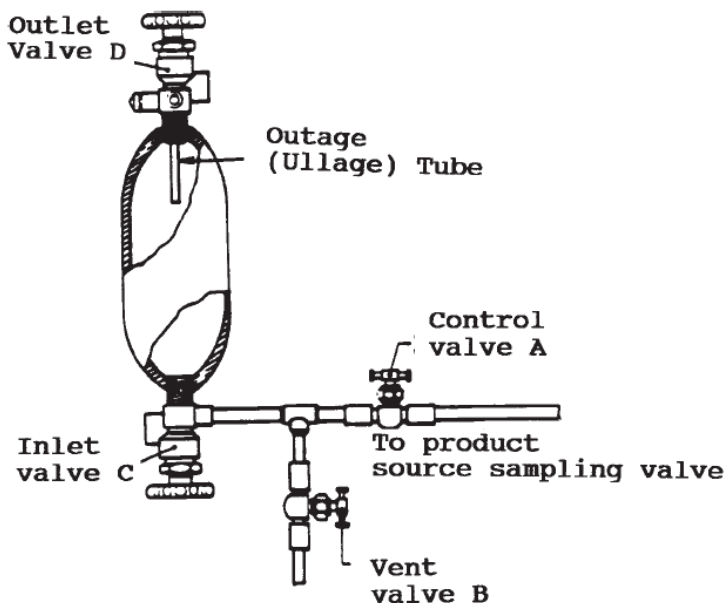 Outlet
Valve D
Outage
(Ullage) Tube
Control
valve A
To product
source sampling valve
Inlet
valve C
Vent
valve B